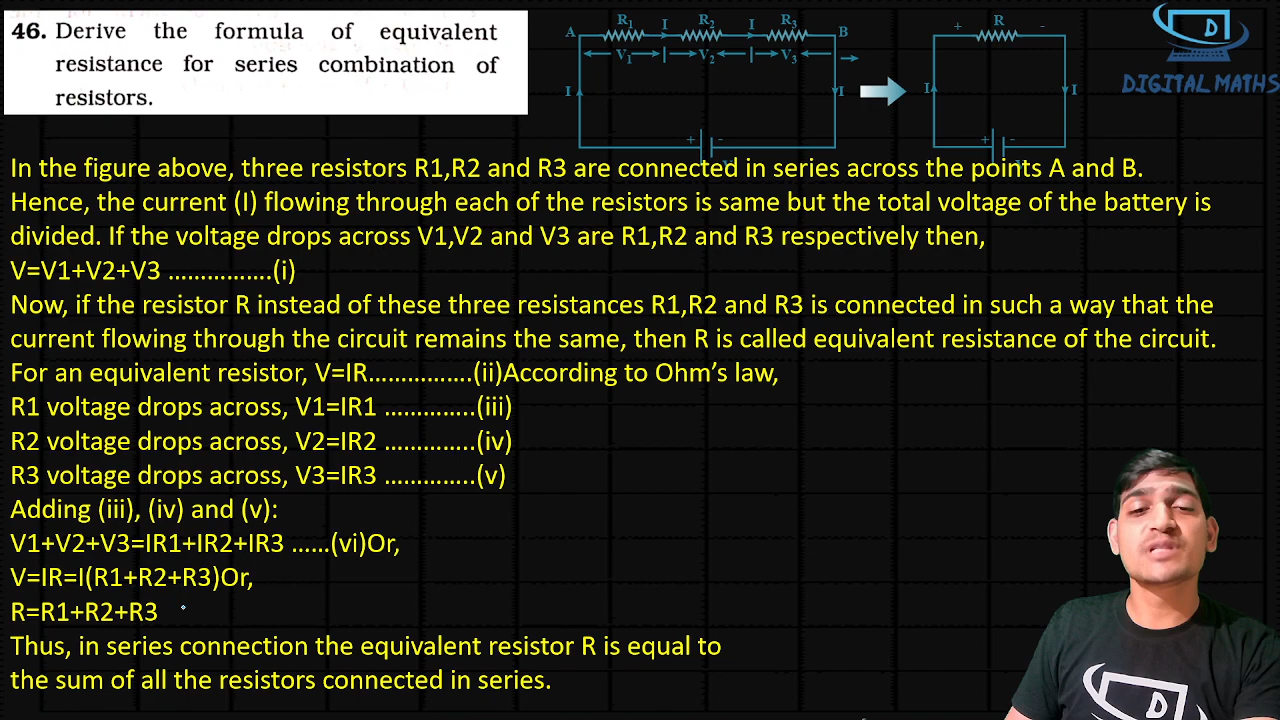 46. Derive the formula of equivalent
resistance for series combination of
resistors.
A R1 I R2 I R3 B
V1 V2 V3
I I
+ -
+ R -
I I
+ -
D
DIGITAL MATHS
In the figure above, three resistors R1,R2 and R3 are connected in series across the points A and B.
Hence, the current (I) flowing through each of the resistors is same but the total voltage of the battery is
divided. If the voltage drops across V1,V2 and V3 are R1,R2 and R3 respectively then,
V=V1+V2+V3 ................(i)
Now, if the resistor R instead of these three resistances R1,R2 and R3 is connected in such a way that the
current flowing through the circuit remains the same, then R is called equivalent resistance of the circuit.
For an equivalent resistor, V=IR................(ii)According to Ohm’s law,
R1 voltage drops across, V1=IR1 ..............(iii)
R2 voltage drops across, V2=IR2 ..............(iv)
R3 voltage drops across, V3=IR3 ..............(v)
Adding (iii), (iv) and (v):
V1+V2+V3=IR1+IR2+IR3 ......(vi)Or,
V=IR=I(R1+R2+R3)Or,
R=R1+R2+R3
Thus, in series connection the equivalent resistor R is equal to
the sum of all the resistors connected in series.
D